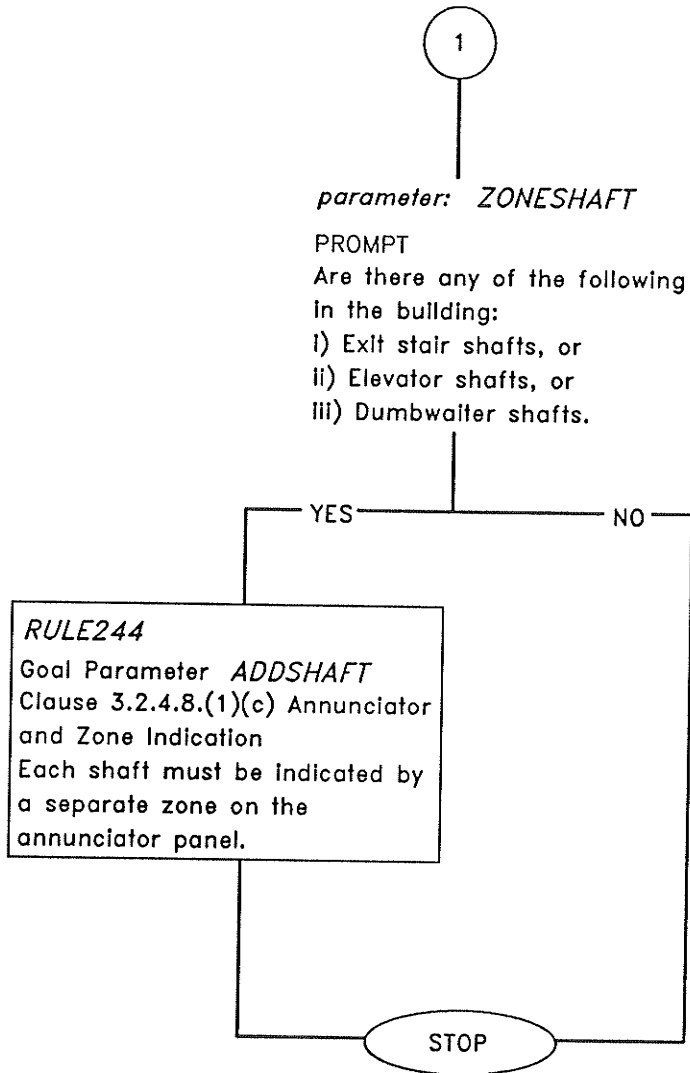 1
parameter: ZONESHAFT
PROMPT
Are there any of the following
in the building:
i) Exit stair shafts, or
ii) Elevator shafts, or
iii) Dumbwaiter shafts.
YES
NO
RULE244
Goal Parameter ADDSHAFT
Clause 3.2.4.8.(1)(c) Annunciator
and Zone Indication
Each shaft must be indicated by
a separate zone on the
annunciator panel.
STOP